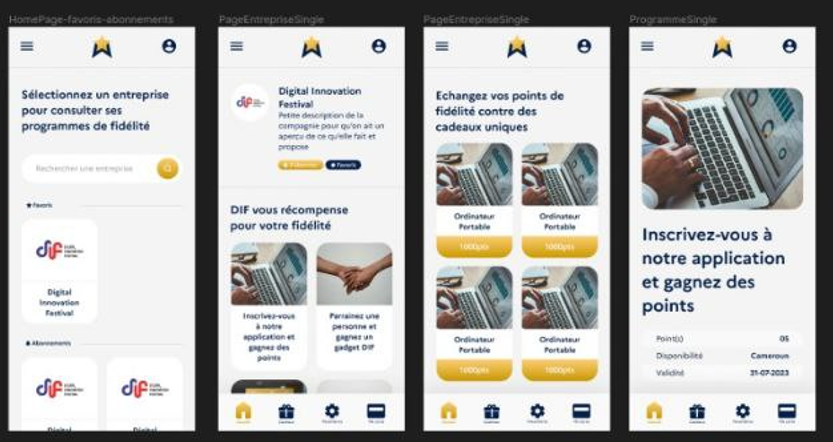 HomePage-favoris-abonnements
Sélectionnez un entreprise
pour consulter ses
programmes de fidélité
Rechercher une entreprise
Favoris
dif
Digital
Innovation
Festival
Abonnements
dif
dif
Digital
Digital
PageEntrepriseSingle
dif
Digital Innovation
Festival
Petite description de la
compagnie pour qu'on ait un
aperçu de ce qu'elle fait et
propose
Favoris
DIF vous récompense
pour votre fidélité
Inscrivez-vous
à notre
application et
gagnez des
points
Parrainez une
personne et
gagnez un
gadget DIF
PageEntrepriseSingle
Echangez vos points de
fidélité contre des
cadeaux uniques
Ordinateur
Portable
1000pts
Ordinateur
Portable
1000pts
Ordinateur
Portable
1000pts
Ordinateur
Portable
1000pts
ProgrammeSingle
Inscrivez-vous à
notre application
et gagnez des
points
Point(s) 05
Disponibilité Cameroun
Validité 31-07-2023